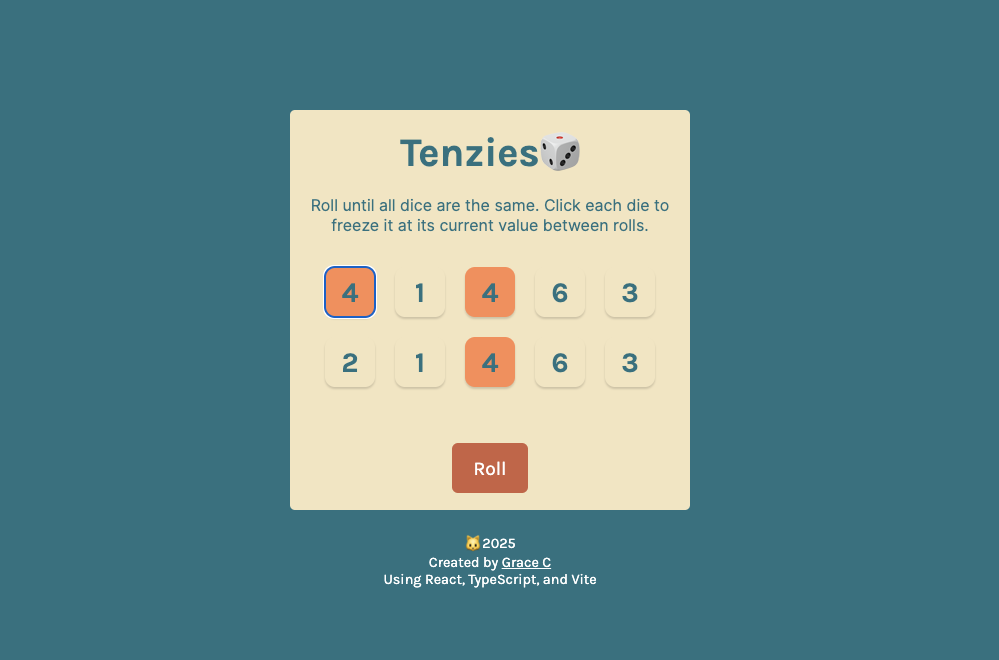 Tenzies🎲
Roll until all dice are the same. Click each die to
freeze it at its current value between rolls.
4 1 4 6 3
2 1 4 6 3
Roll
🐱2025
Created by Grace C
Using React, TypeScript, and Vite